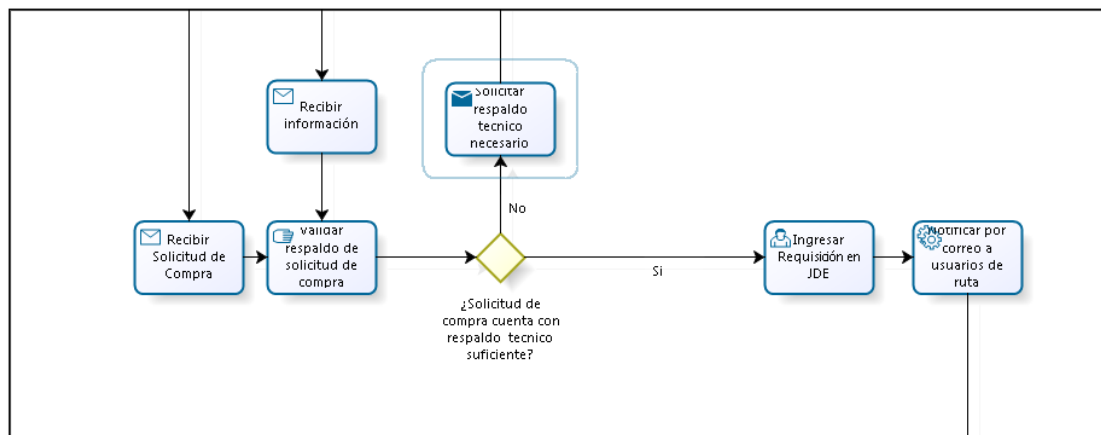 Recibir
información
Solicitar
respaldo
tecnico
necesario
No
Recibir
Solicitud de
Compra
Validar
respaldo de
solicitud de
compra
Si
Ingresar
Requisición en
JDE
Notificar por
correo a
usuarios de
ruta
¿Solicitud de
compra cuenta con
respaldo tecnico
suficiente?